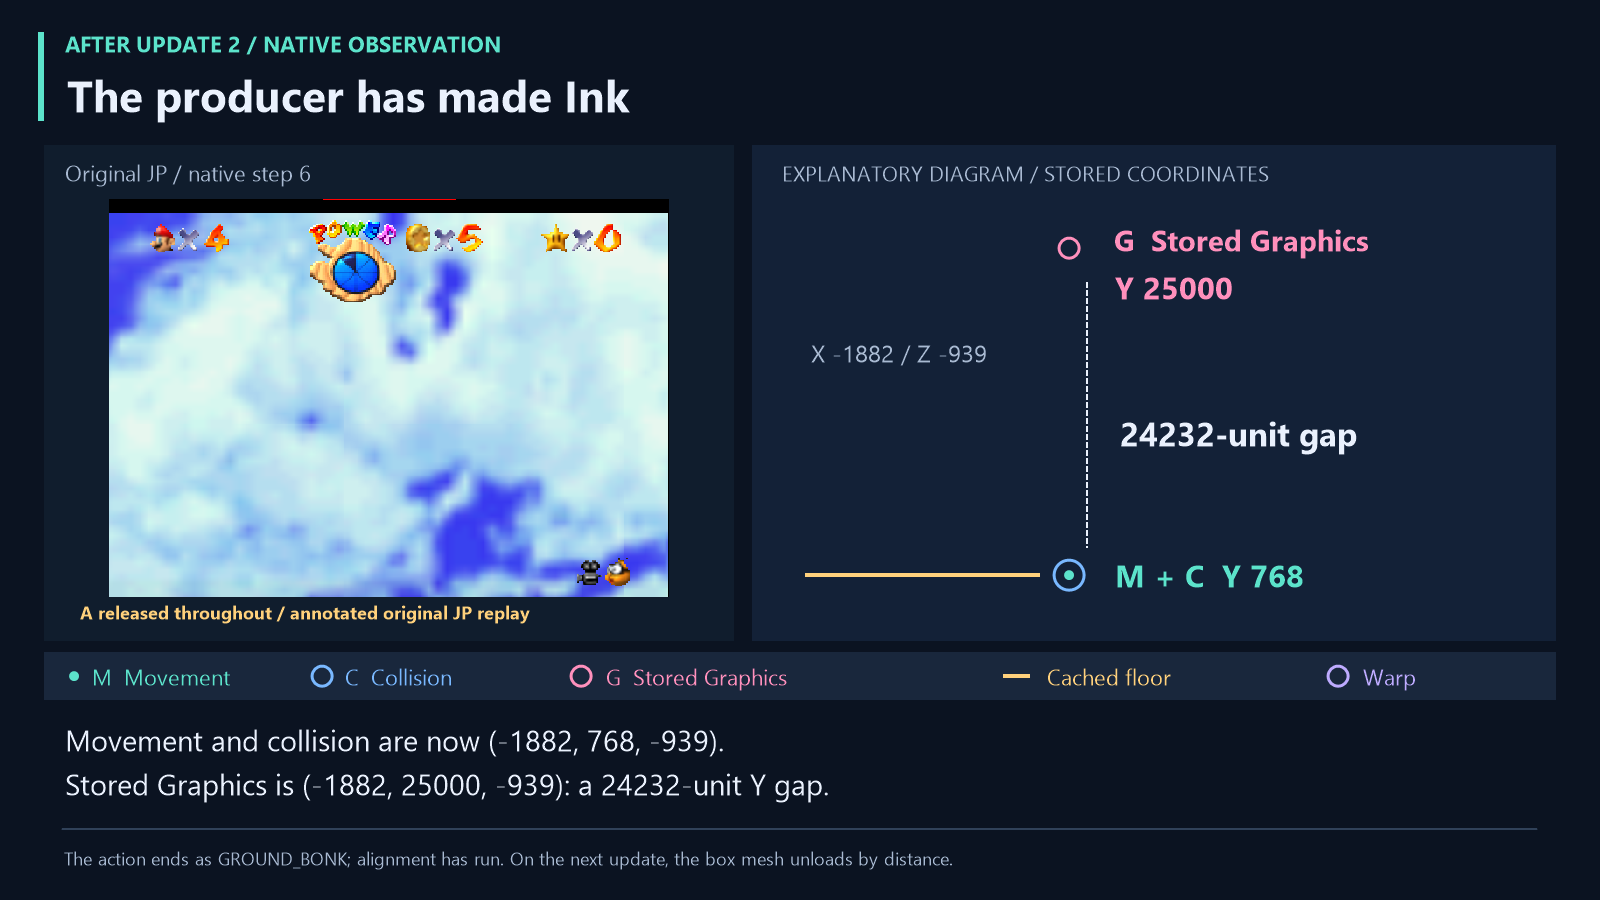 AFTER UPDATE 2 / NATIVE OBSERVATION
The producer has made Ink
Original JP / native step 6
×4 POWER ×5 ×0
A released throughout / annotated original JP replay
EXPLANATORY DIAGRAM / STORED COORDINATES
G Stored Graphics
Y 25000
X -1882 / Z -939
24232-unit gap
M + C Y 768
M Movement C Collision G Stored Graphics Cached floor Warp
Movement and collision are now (-1882, 768, -939).
Stored Graphics is (-1882, 25000, -939): a 24232-unit Y gap.
The action ends as GROUND_BONK; alignment has run. On the next update, the box mesh unloads by distance.